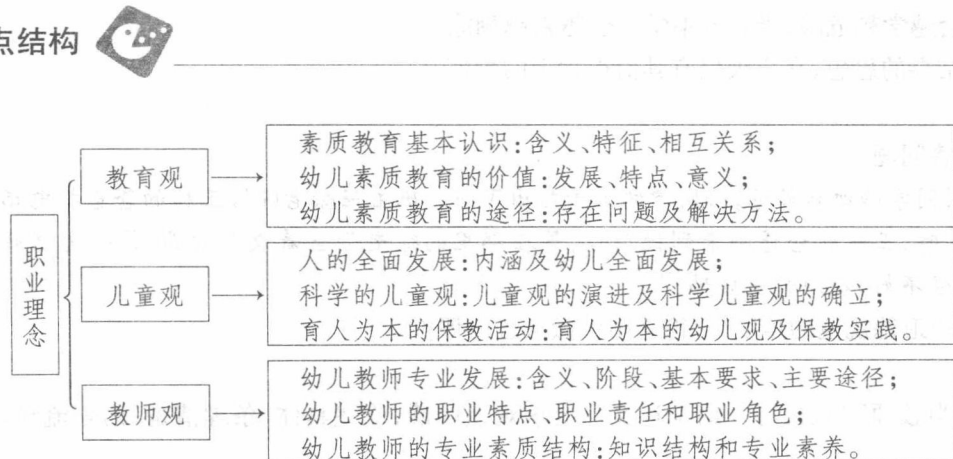 点结构
教育观
素质教育基本认识:含义、特征、相互关系;
幼儿素质教育的价值:发展、特点、意义;
幼儿素质教育的途径:存在问题及解决方法。
职业理念
儿童观
人的全面发展:内涵及幼儿全面发展;
科学的儿童观:儿童观的演进及科学儿童观的确立;
育人为本的保教活动:育人为本的幼儿观及保教实践。
教师观
幼儿教师专业发展:含义、阶段、基本要求、主要途径;
幼儿教师的职业特点、职业责任和职业角色;
幼儿教师的专业素质结构:知识结构和专业素养。